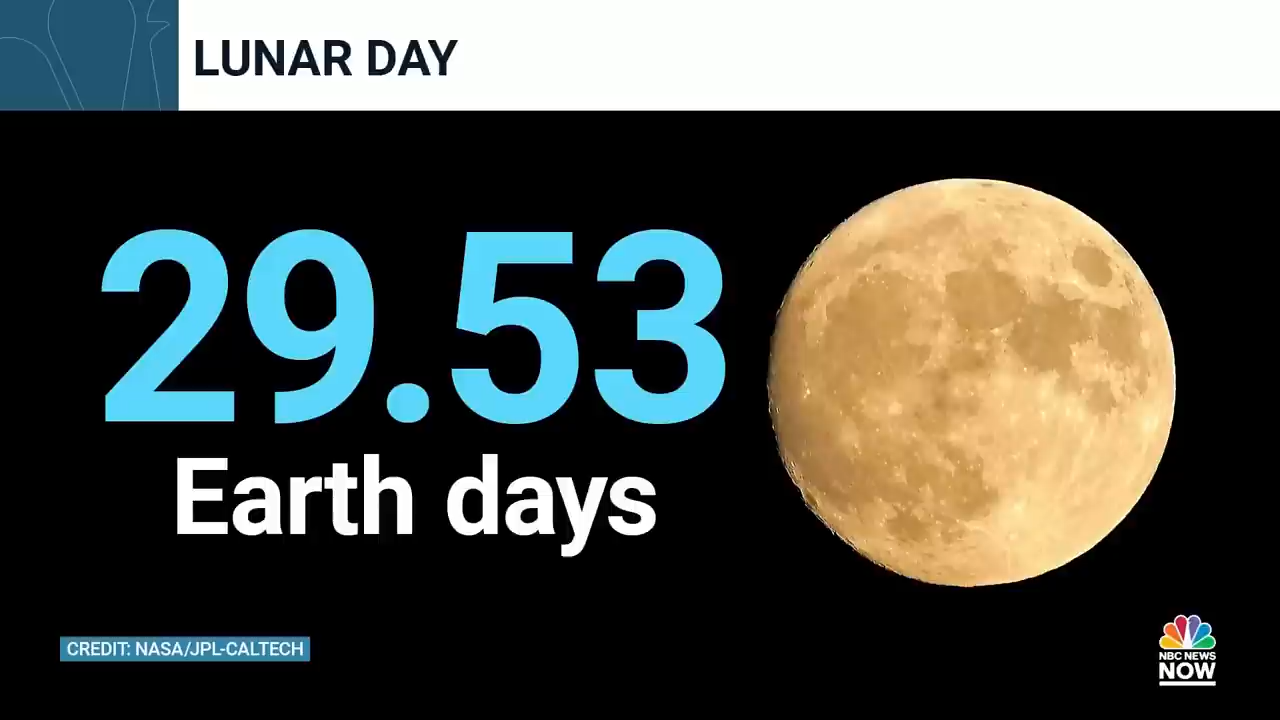 LUNAR DAY
29.53
Earth days
CREDIT: NASA/JPL-CALTECH
NBC NEWS
NOW